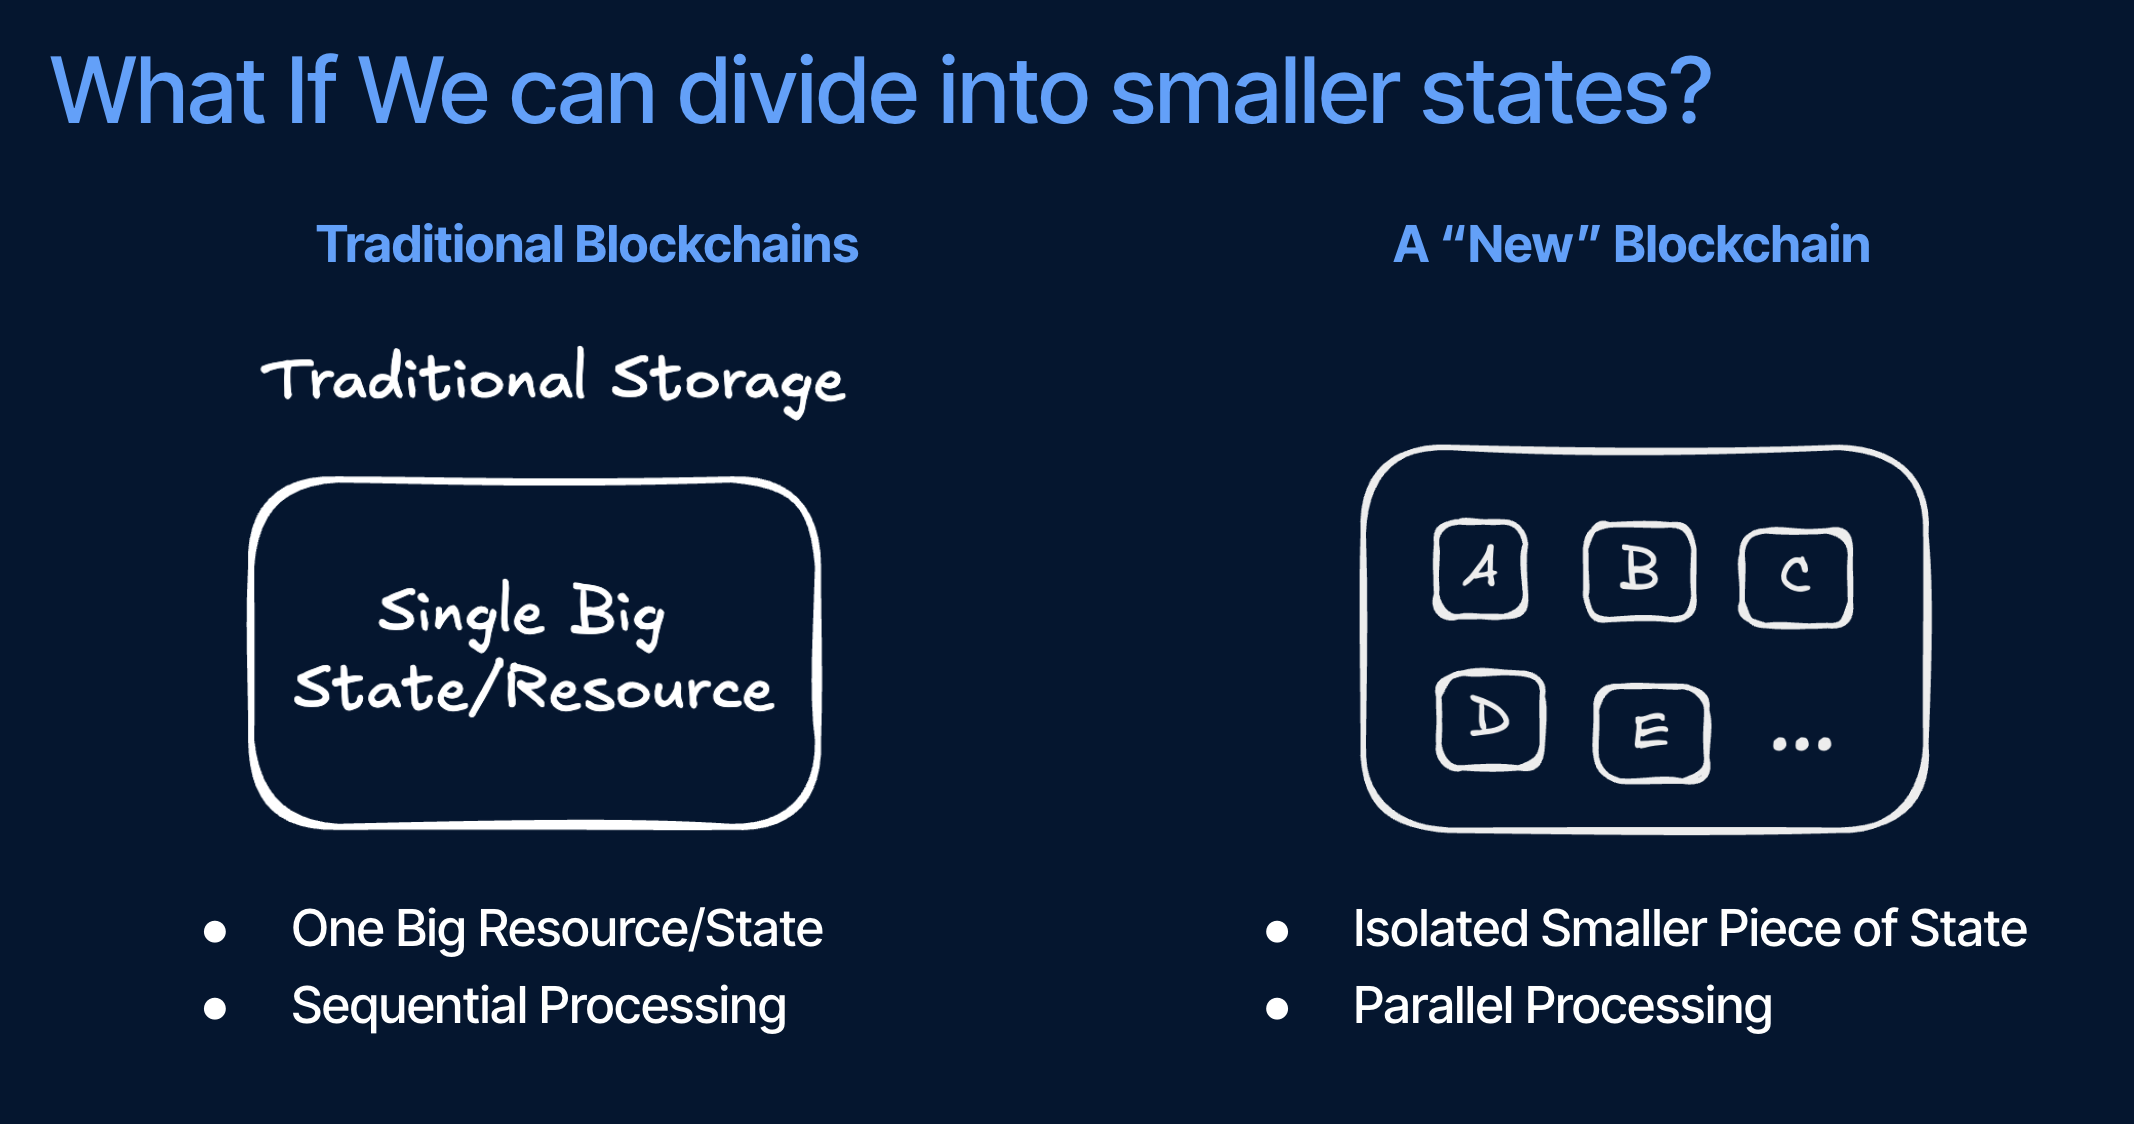 What If We can divide into smaller states?
Traditional Blockchains
Traditional Storage
Single Big
State/Resource
● One Big Resource/State
● Sequential Processing
A “New” Blockchain
A B C
D E ...
● Isolated Smaller Piece of State
● Parallel Processing